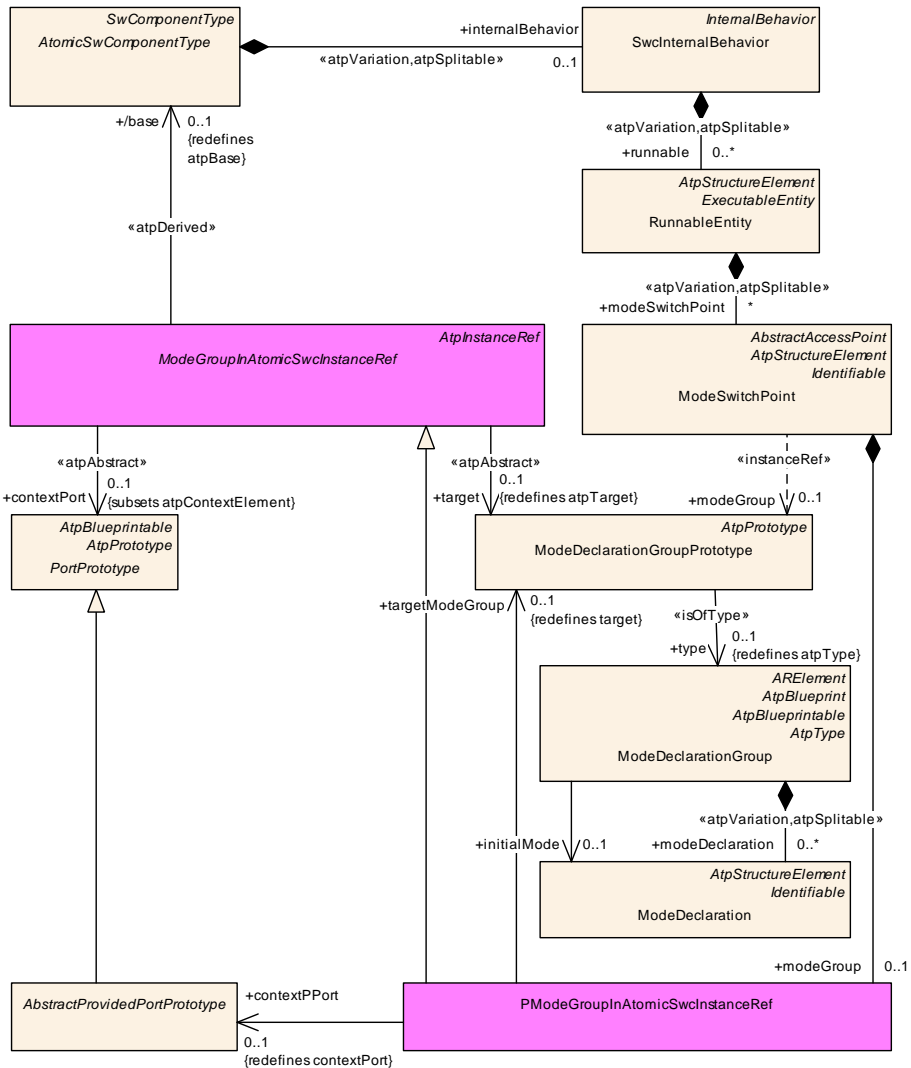 SwComponentType
AtomicSwComponentType
+internalBehavior
«atpVariation,atpSplitable»
0..1
InternalBehavior
SwcInternalBehavior
+/base
0..1
{redefines
atpBase}
«atpVariation,atpSplitable»
+runnable
0..*
AtpStructureElement
ExecutableEntity
RunnableEntity
«atpDerived»
«atpVariation,atpSplitable»
+modeSwitchPoint
*
AtpInstanceRef
ModeGroupInAtomicSwcInstanceRef
AbstractAccessPoint
AtpStructureElement
Identifiable
ModeSwitchPoint
«atpAbstract»
+contextPort
0..1
{subsets atpContextElement}
«atpAbstract»
+target
0..1
{redefines atpTarget}
«instanceRef»
+modeGroup
0..1
AtpBlueprintable
AtpPrototype
PortPrototype
AtpPrototype
ModeDeclarationGroupPrototype
+targetModeGroup
0..1
{redefines target}
«isOfType»
+type
0..1
{redefines atpType}
ARElement
AtpBlueprint
AtpBlueprintable
AtpType
ModeDeclarationGroup
+initialMode
0..1
«atpVariation,atpSplitable»
+modeDeclaration
0..*
AtpStructureElement
Identifiable
ModeDeclaration
+modeGroup
0..1
AbstractProvidedPortPrototype
+contextPPort
0..1
{redefines contextPort}
PModeGroupInAtomicSwcInstanceRef